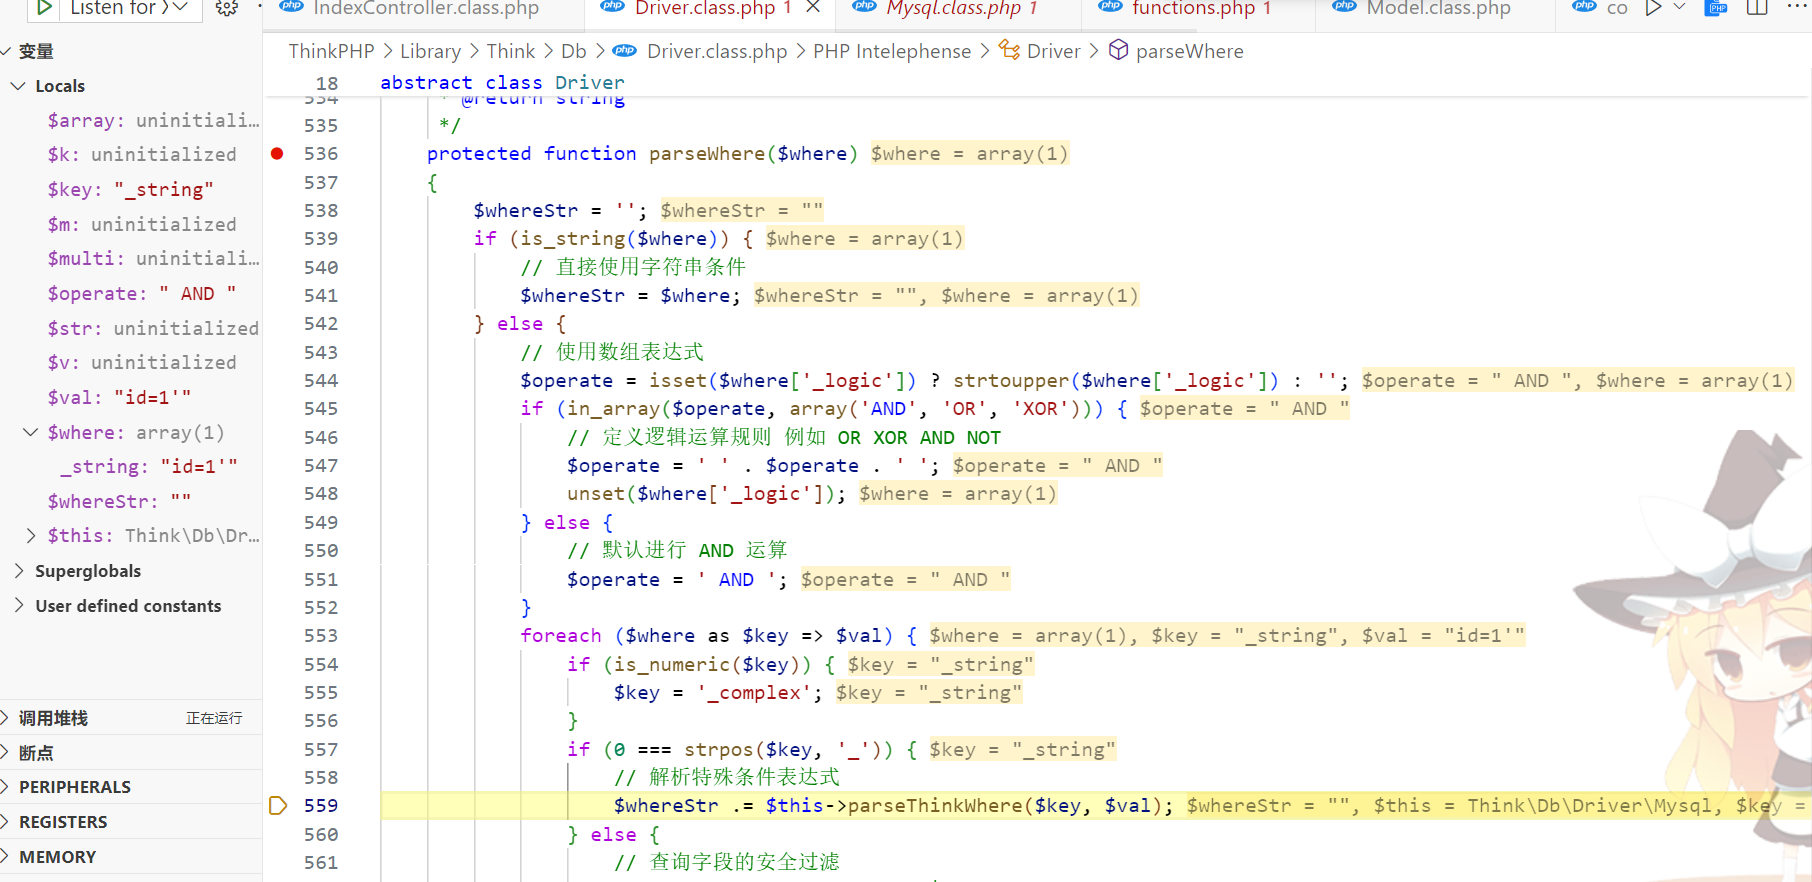 Listen for
IndexController.class.php
Driver.class.php 1
Mysql.class.php 1
functions.php 1
Model.class.php
co
变量
Locals
$array: uninitiali…
$k: uninitialized
$key: "_string"
$m: uninitialized
$multi: uninitiali…
$operate: " AND "
$str: uninitialized
$v: uninitialized
$val: "id=1'"
$where: array(1)
_string: "id=1'"
$whereStr: ""
$this: Think\Db\Dr…
Superglobals
User defined constants
调用堆栈 正在运行
断点
PERIPHERALS
REGISTERS
MEMORY
ThinkPHP > Library > Think > Db > Driver.class.php > PHP Intelephense > Driver > parseWhere
18 abstract class Driver
534 * @return string
535 */
536 protected function parseWhere($where) $where = array(1)
537 {
538 $whereStr = ''; $whereStr = ""
539 if (is_string($where)) { $where = array(1)
540 // 直接使用字符串条件
541 $whereStr = $where; $whereStr = "", $where = array(1)
542 } else {
543 // 使用数组表达式
544 $operate = isset($where['_logic']) ? strtoupper($where['_logic']) : ''; $operate = " AND ", $where = array(1)
545 if (in_array($operate, array('AND', 'OR', 'XOR'))) { $operate = " AND "
546 // 定义逻辑运算规则 例如 OR XOR AND NOT
547 $operate = ' ' . $operate . ' '; $operate = " AND "
548 unset($where['_logic']); $where = array(1)
549 } else {
550 // 默认进行 AND 运算
551 $operate = ' AND '; $operate = " AND "
552 }
553 foreach ($where as $key => $val) { $where = array(1), $key = "_string", $val = "id=1'"
554 if (is_numeric($key)) { $key = "_string"
555 $key = '_complex'; $key = "_string"
556 }
557 if (0 === strpos($key, '_')) { $key = "_string"
558 // 解析特殊条件表达式
559 $whereStr .= $this->parseThinkWhere($key, $val); $whereStr = "", $this = Think\Db\Driver\Mysql, $key =
560 } else {
561 // 查询字段的安全过滤